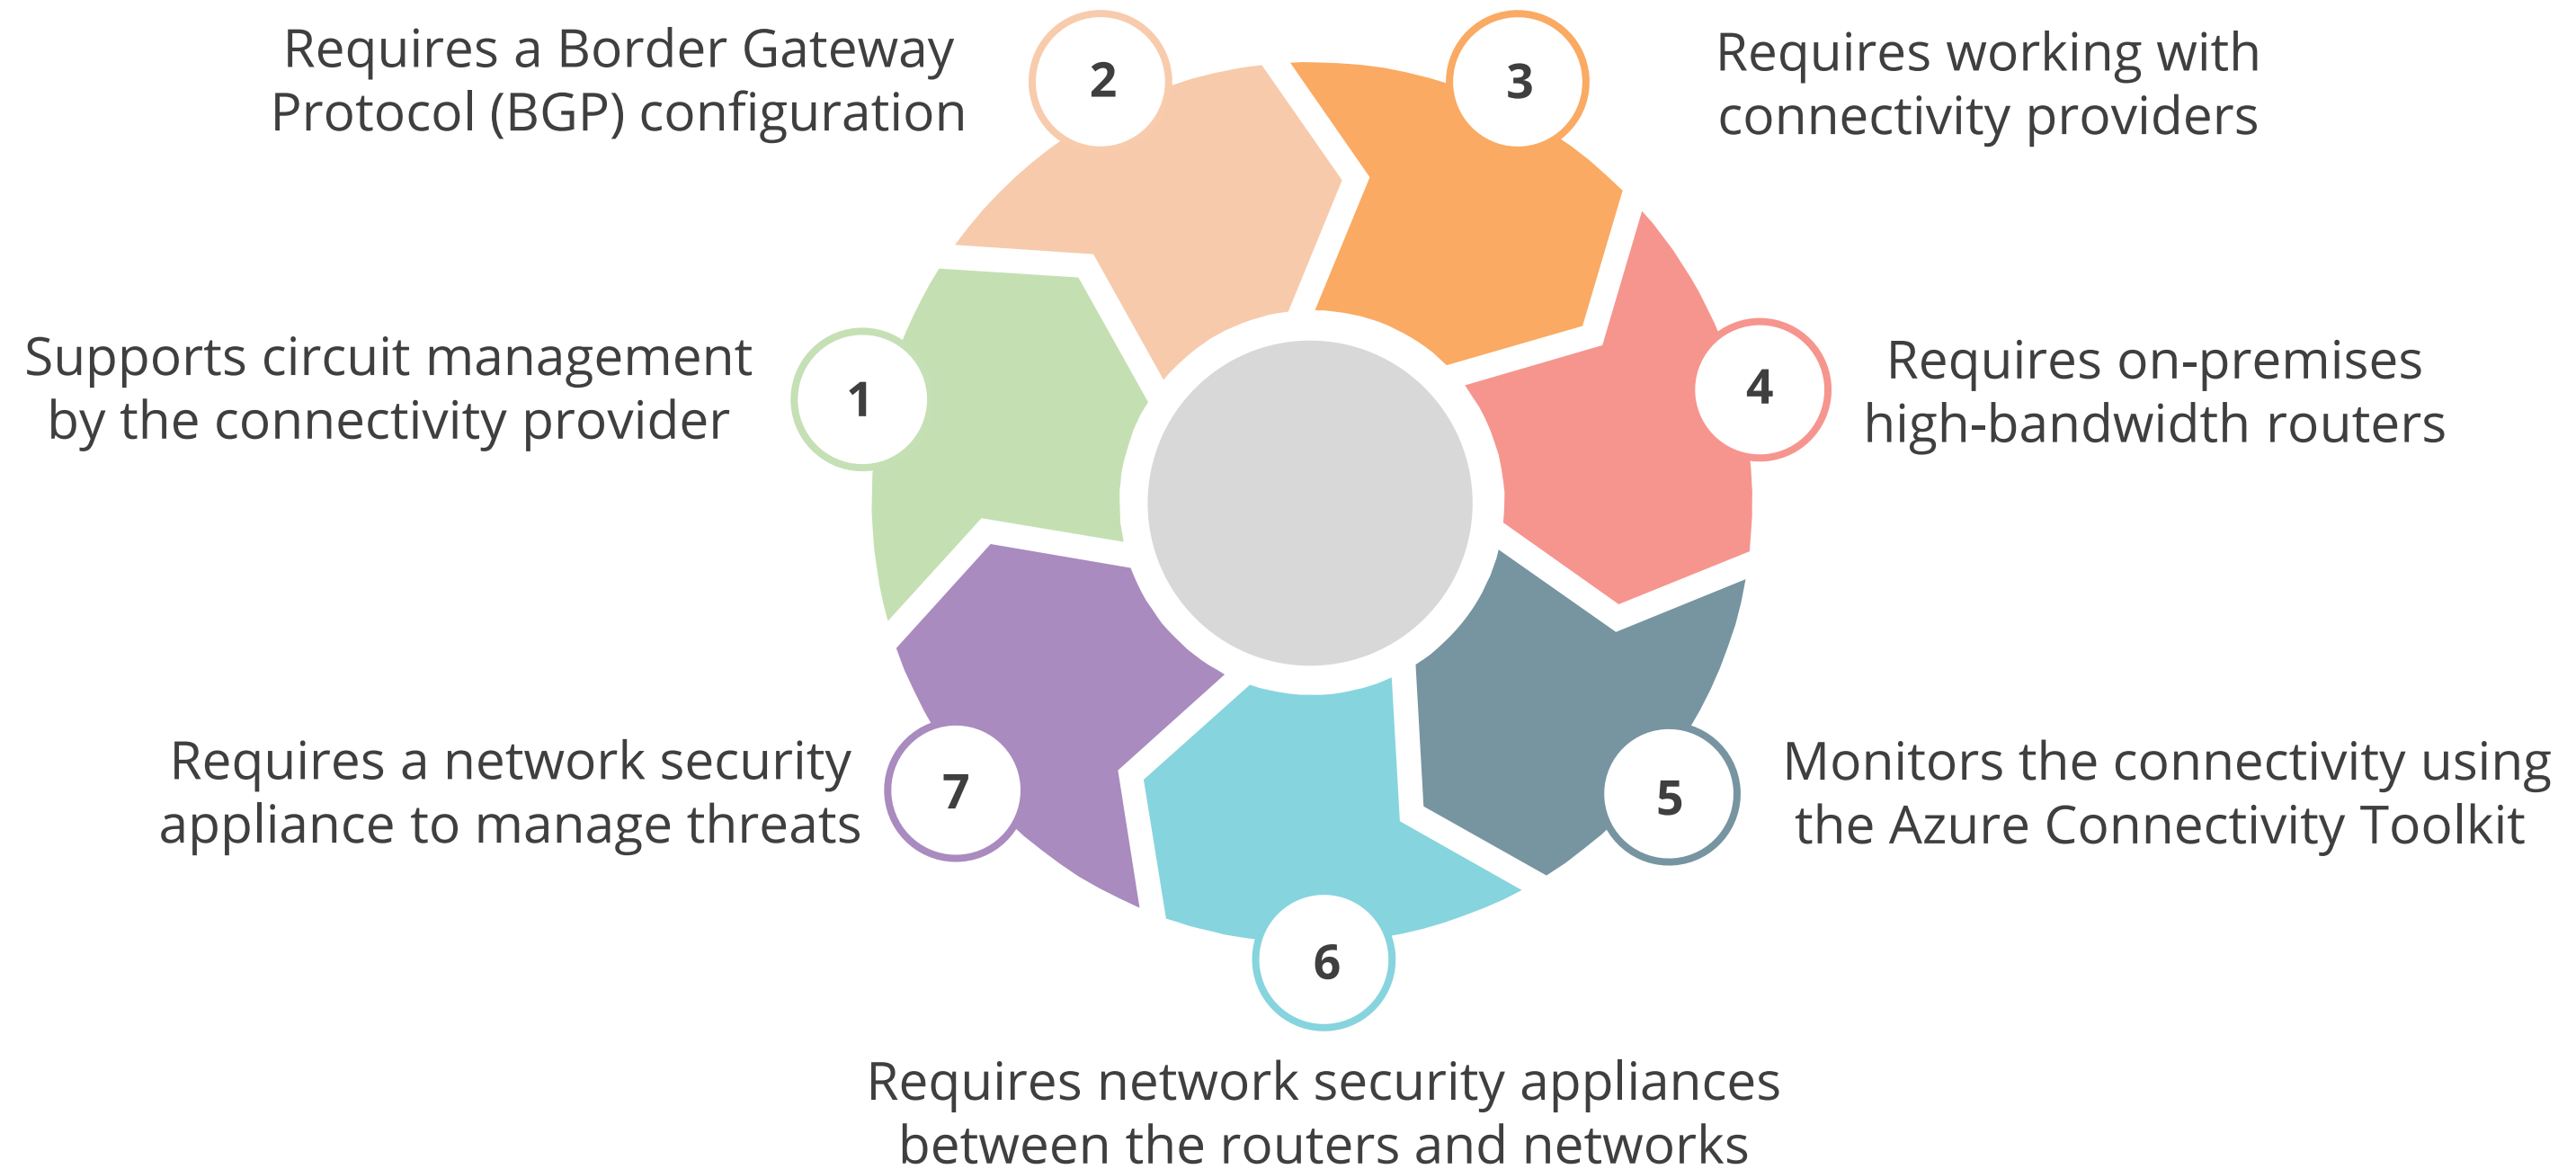 2
Requires a Border Gateway
Protocol (BGP) configuration
3
Requires working with
connectivity providers
1
Supports circuit management
by the connectivity provider
4
Requires on-premises
high-bandwidth routers
7
Requires a network security
appliance to manage threats
5
Monitors the connectivity using
the Azure Connectivity Toolkit
6
Requires network security appliances
between the routers and networks